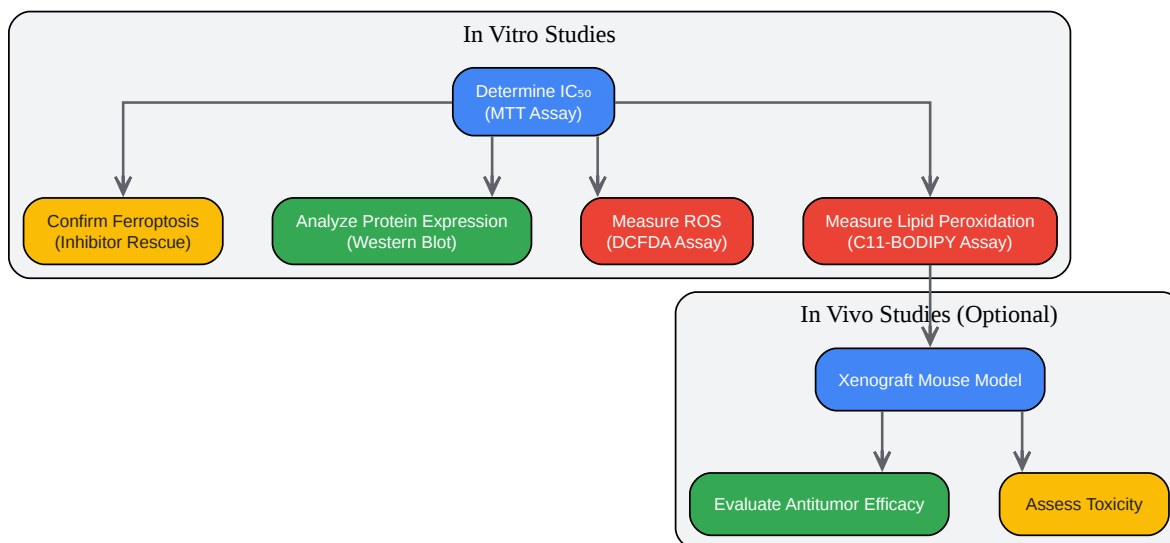 In Vitro Studies
Determine IC₅₀
(MTT Assay)
Confirm Ferroptosis
(Inhibitor Rescue)
Analyze Protein Expression
(Western Blot)
Measure ROS
(DCFDA Assay)
Measure Lipid Peroxidation
(C11-BODIPY Assay)
In Vivo Studies (Optional)
Xenograft Mouse Model
Evaluate Antitumor Efficacy
Assess Toxicity